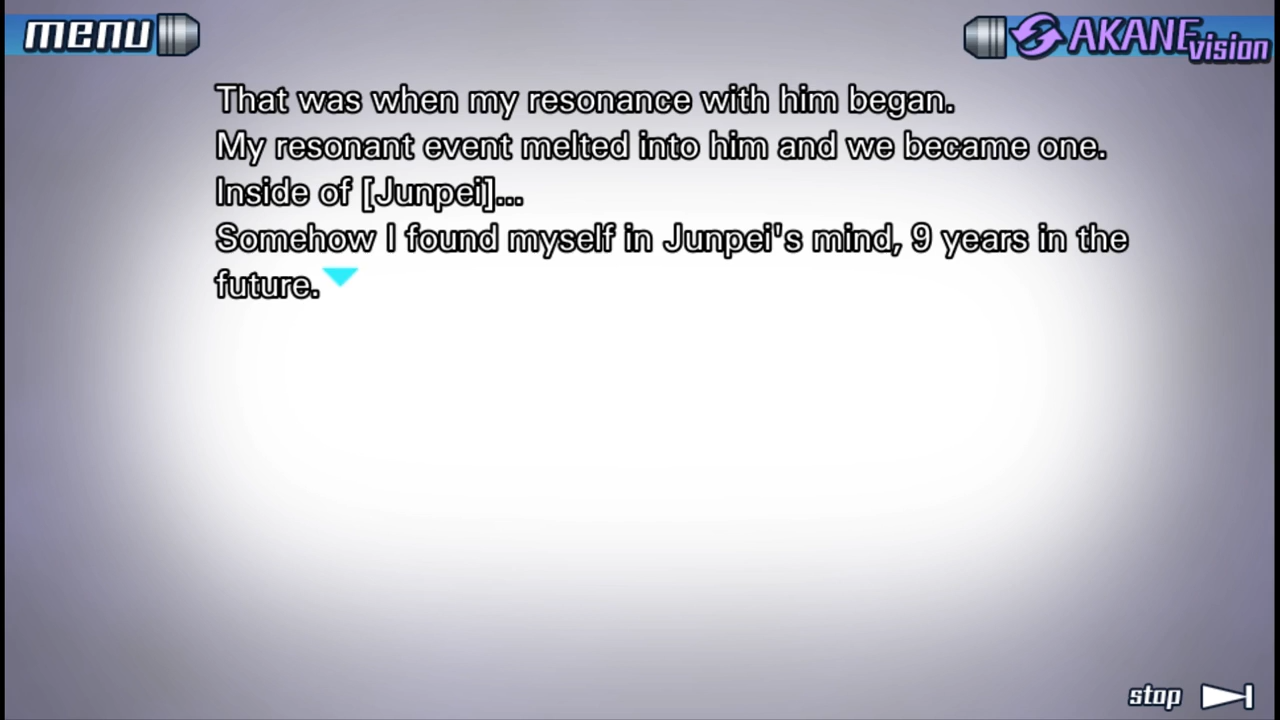 menu
AKANE vision
That was when my resonance with him began.
My resonant event melted into him and we became one.
Inside of [Junpei]...
Somehow I found myself in Junpei's mind, 9 years in the
future.
stop